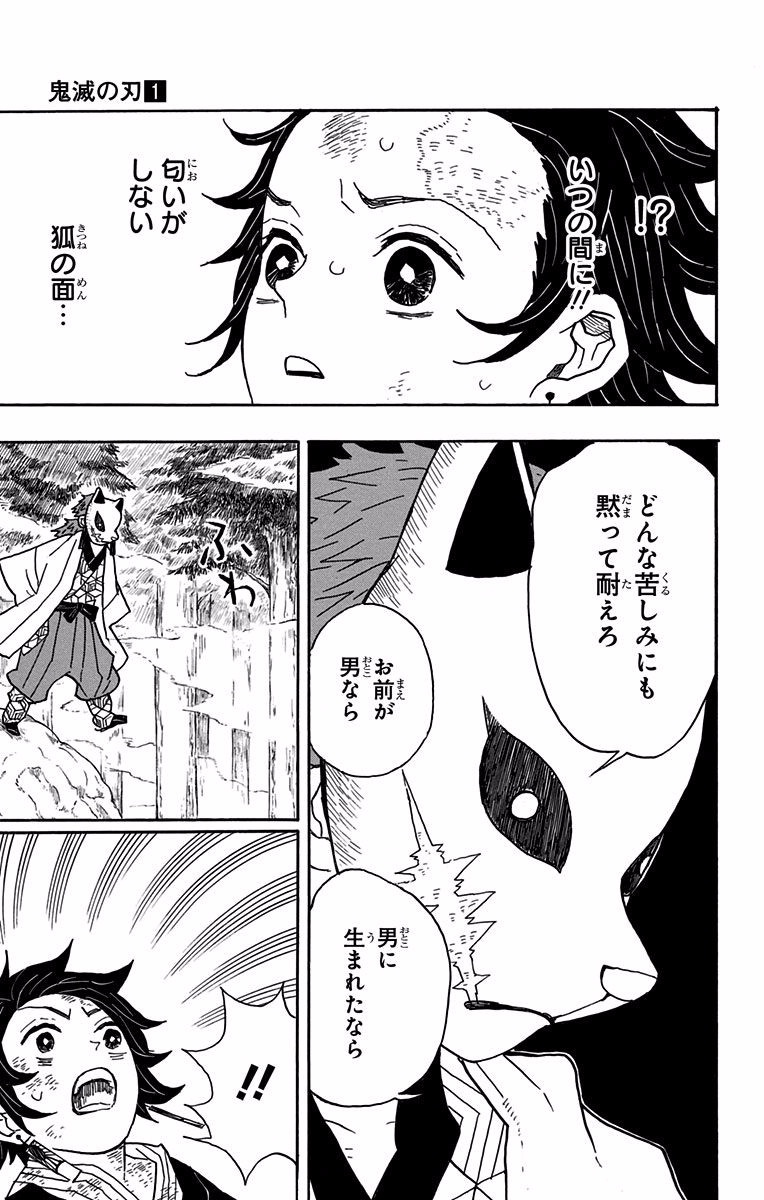 鬼滅の刃1
!?
いつの間に!!
匂いが
しない
狐の面…
どんな苦しみにも
黙って耐えろ
お前が
男なら
男に
生まれたなら
ふわ
!!